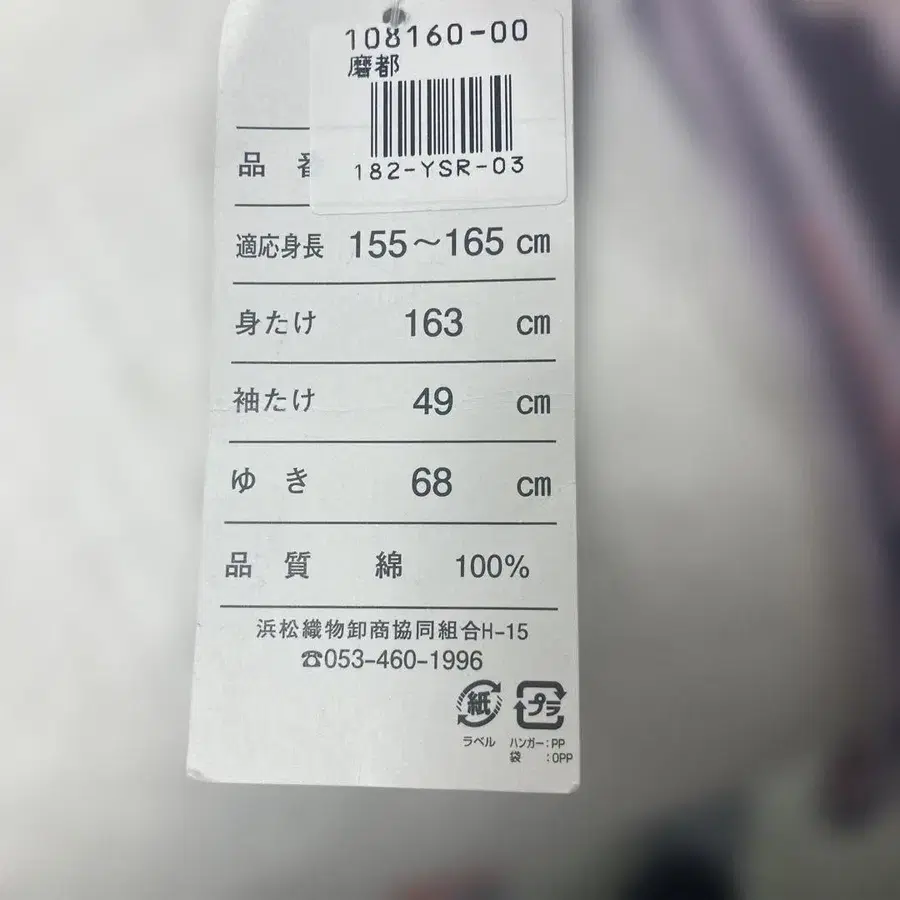 108160-00
磨都
182-YSR-03
品
適応身長 155〜165 cm
身たけ 163 cm
袖たけ 49 cm
ゆき 68 cm
品質 綿 100%
浜松織物卸商協同組合H-15
☎053-460-1996
紙 プラ
ラベル ハンガー:PP
袋 :OPP